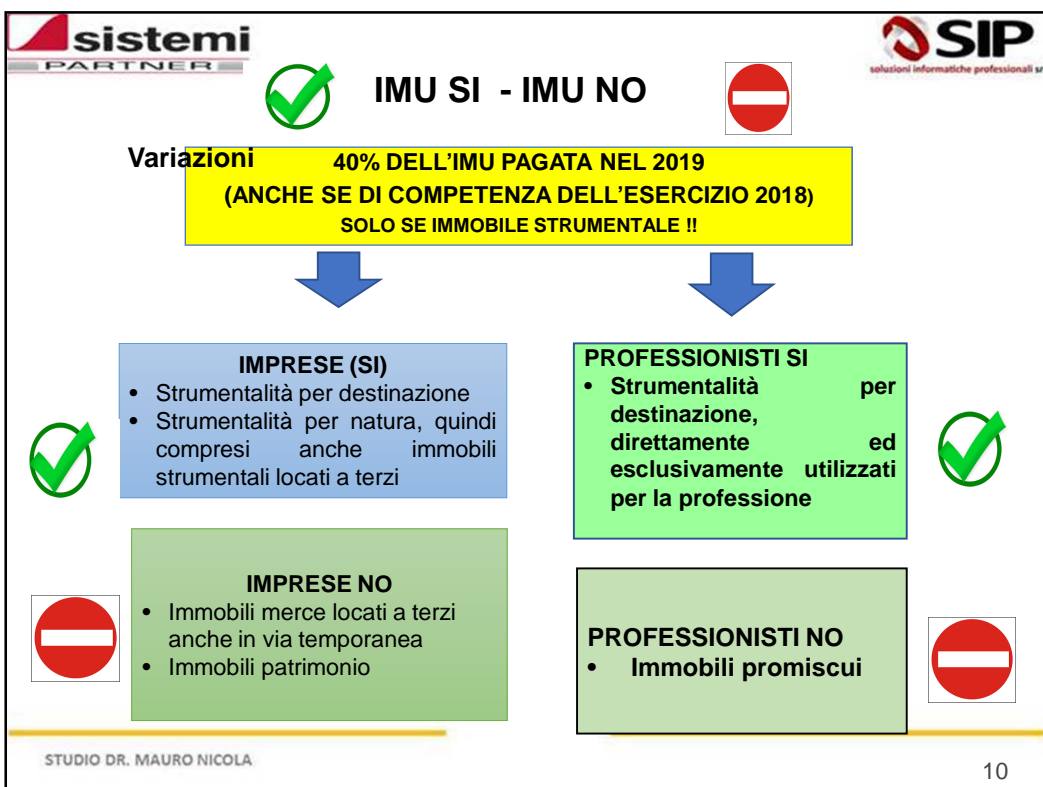 sistemi
PARTNER
SIP
soluzioni informatiche professionali
IMU SI - IMU NO
Variazioni
40% DELL'IMU PAGATA NEL 2019
(ANCHE SE DI COMPETENZA DELL'ESERCIZIO 2018)
SOLO SE IMMOBILE STRUMENTALE !!
IMPRESE (SI)
• Strumentalità per destinazione
• Strumentalità per natura, quindi
compresi anche immobili
strumentali locati a terzi
PROFESSIONISTI SI
• Strumentalità per
destinazione,
direttamente ed
esclusivamente utilizzati
per la professione
IMPRESE NO
• Immobili merce locati a terzi
anche in via temporanea
• Immobili patrimonio
PROFESSIONISTI NO
• Immobili promiscui
STUDIO DR. MAURO NICOLA
10